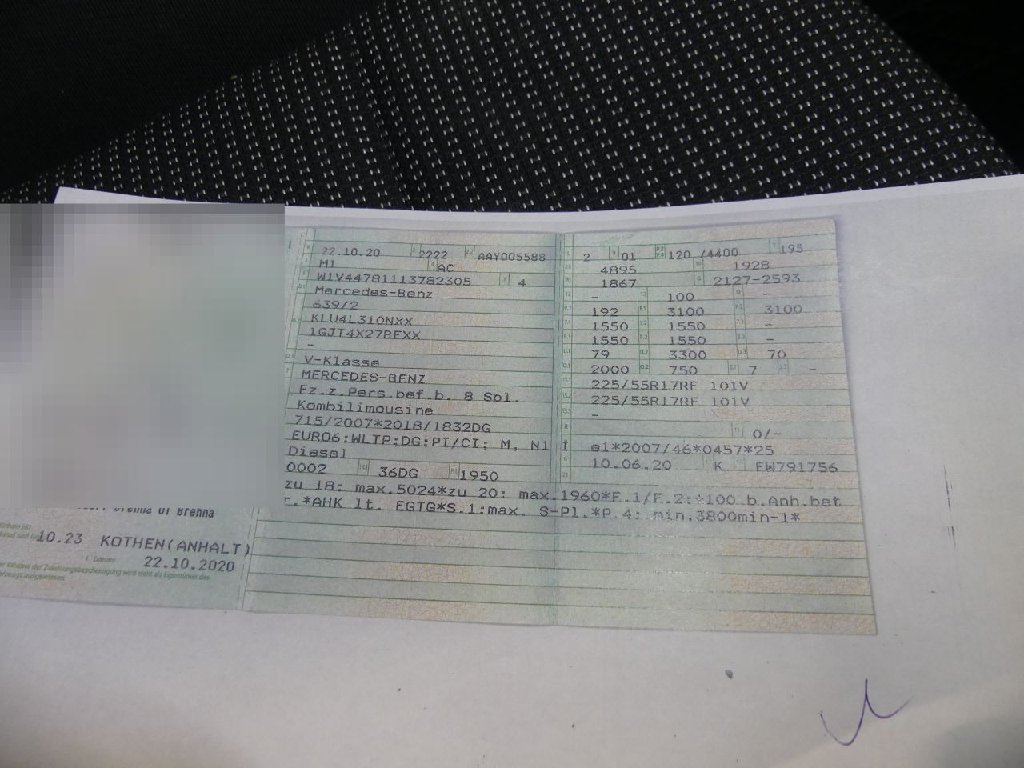 22.10.20 2222 AAY005588
M1 AC
W1V44781113782305 4
Mercedes-Benz
639/2
KLU4L310NXX
1GJT4X27PFXX
-
V-Klasse
MERCEDES-BENZ
Fz.z.Pers.bef.b. 8 Spl.
Kombilimousine
715/2007*2018/1832DG
EURO6;WLTP;DG;PI/CI; M, N1 I
Diesel
0002 36DG 1950
zu 18: max.5024*zu 20: max.1960*F.1/F.2:+100 b.Anh.bet
r.*AHK lt. EGTG*S.1:max. S-Pl.*P.4: min.3800min-1*
2 01 120 /4400 193
4895 1928
1867 2127-2593
- 100 -
192 3100 3100
1550 1550 -
1550 1550 -
79 3300 70
2000 750 7 -
225/55R17RF 101V
225/55R17RF 101V
-
0/-
e1*2007/46*0457*25
10.06.20 K FW791756
Brehna
10.23 KÖTHEN(ANHALT)
22.10.2020